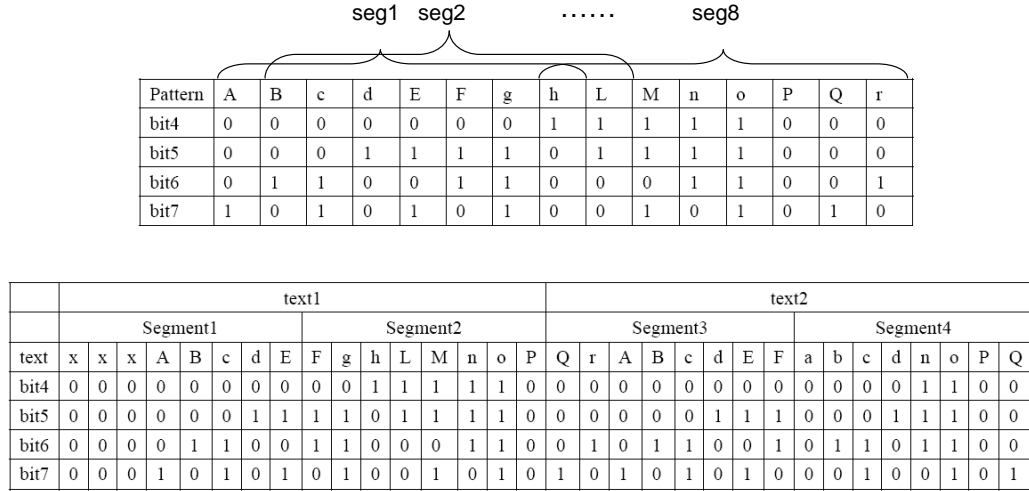 seg1 seg2 …… seg8
Pattern A B c d E F g h L M n o P Q r
bit4 0 0 0 0 0 0 0 1 1 1 1 1 0 0 0
bit5 0 0 0 1 1 1 1 0 1 1 1 1 0 0 0
bit6 0 1 1 0 0 1 1 0 0 0 1 1 0 0 1
bit7 1 0 1 0 1 0 1 0 0 1 0 1 0 1 0
text1 text2
Segment1 Segment2 Segment3 Segment4
text x x x A B c d E F g h L M n o P Q r A B c d E F a b c d n o P Q
bit4 0 0 0 0 0 0 0 0 0 0 1 1 1 1 1 0 0 0 0 0 0 0 0 0 0 0 0 0 1 1 0 0
bit5 0 0 0 0 0 0 1 1 1 1 0 1 1 1 1 0 0 0 0 0 0 1 1 1 0 0 0 1 1 1 0 0
bit6 0 0 0 0 1 1 0 0 1 1 0 0 0 1 1 0 0 1 0 1 1 0 0 1 0 1 1 0 1 1 0 0
bit7 0 0 0 1 0 1 0 1 0 1 0 0 1 0 1 0 1 0 1 0 1 0 1 0 0 0 1 0 0 1 0 1